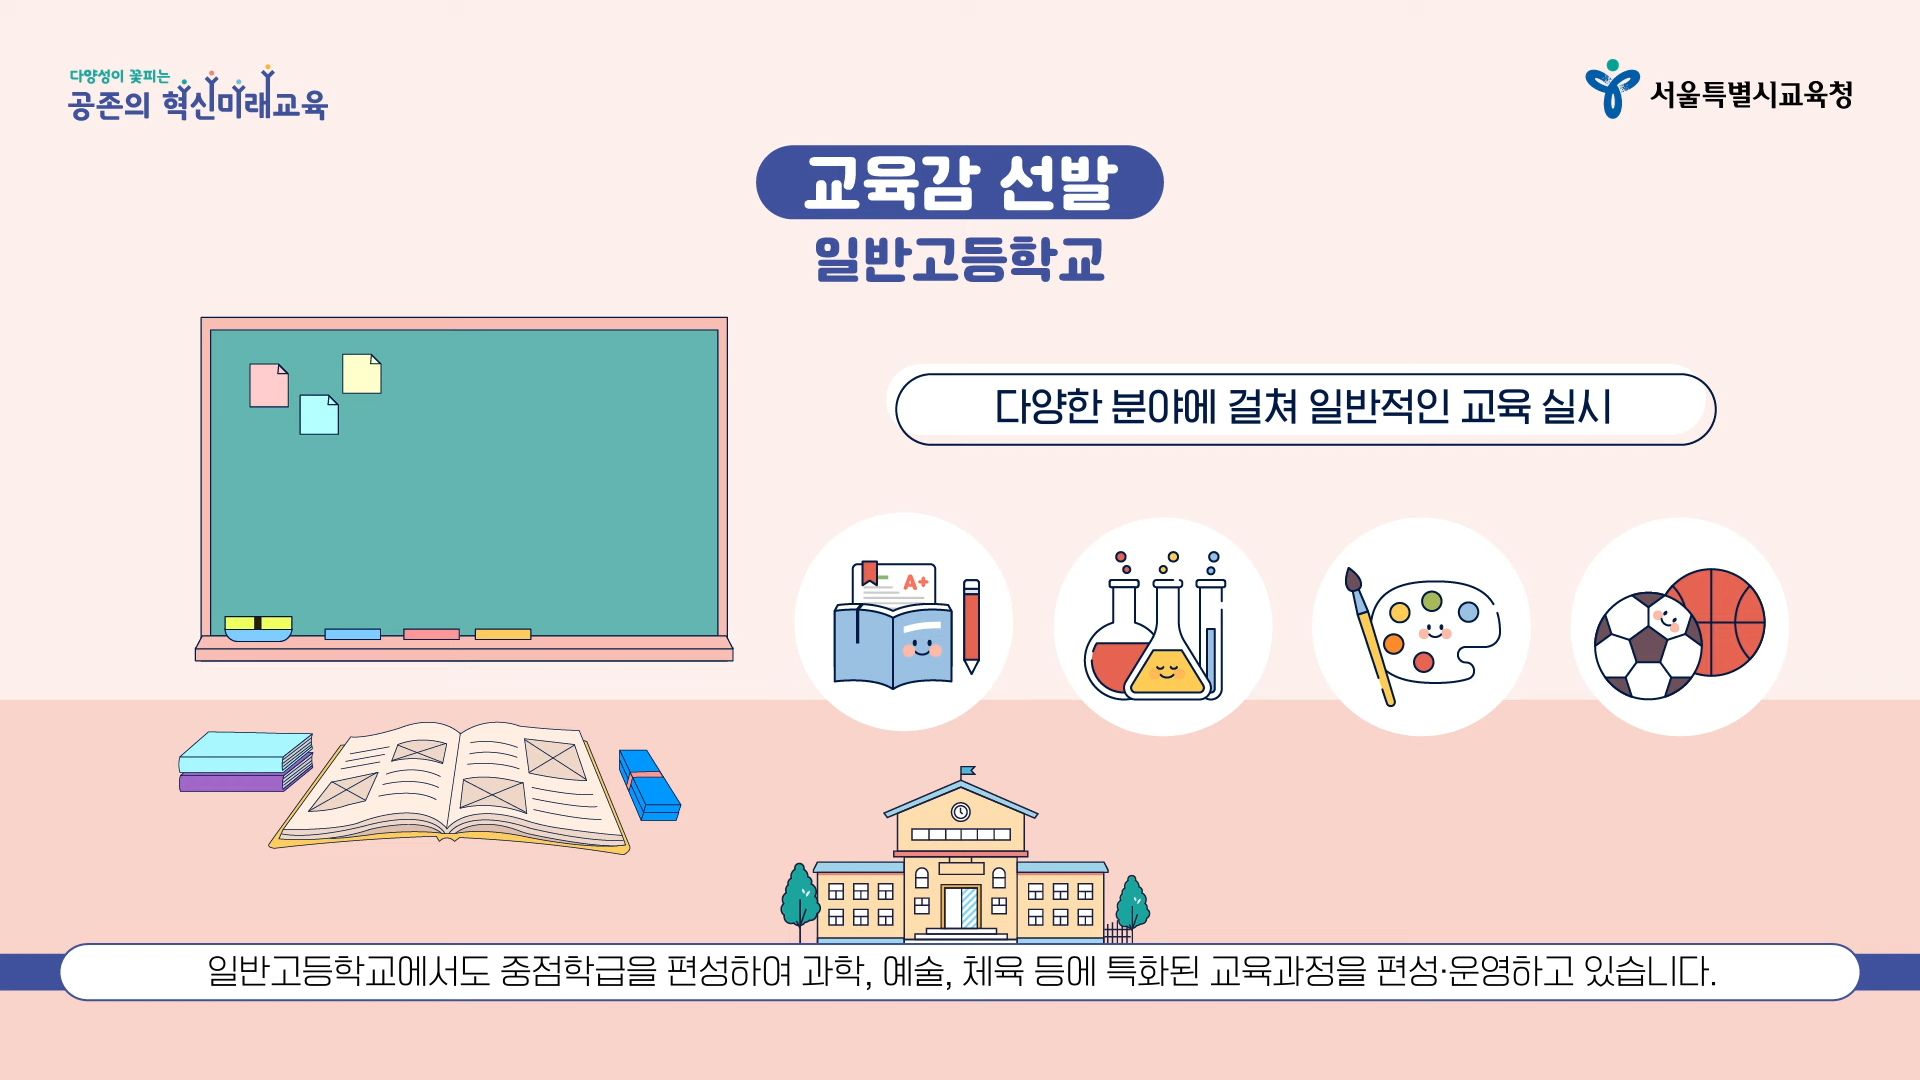 다양성이 꽃피는
공존의 혁신미래교육
서울특별시교육청
교육감 선발
일반고등학교
다양한 분야에 걸쳐 일반적인 교육 실시
A+
일반고등학교에서도 중점학급을 편성하여 과학, 예술, 체육 등에 특화된 교육과정을 편성·운영하고 있습니다.